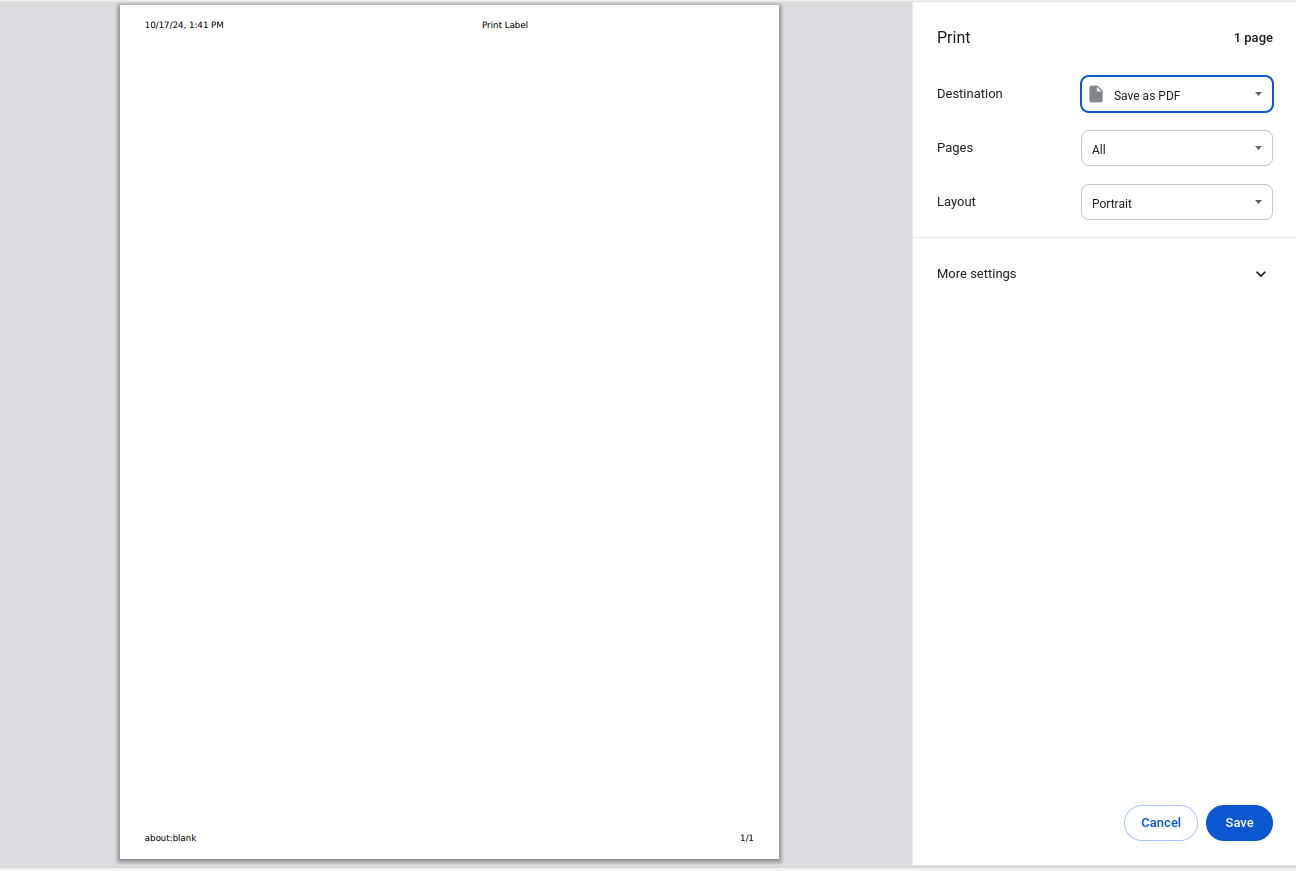 10/17/24, 1:41 PM
Print Label
about:blank
1/1
Print
1 page
Destination
Save as PDF
Pages
All
Layout
Portrait
More settings
Cancel
Save